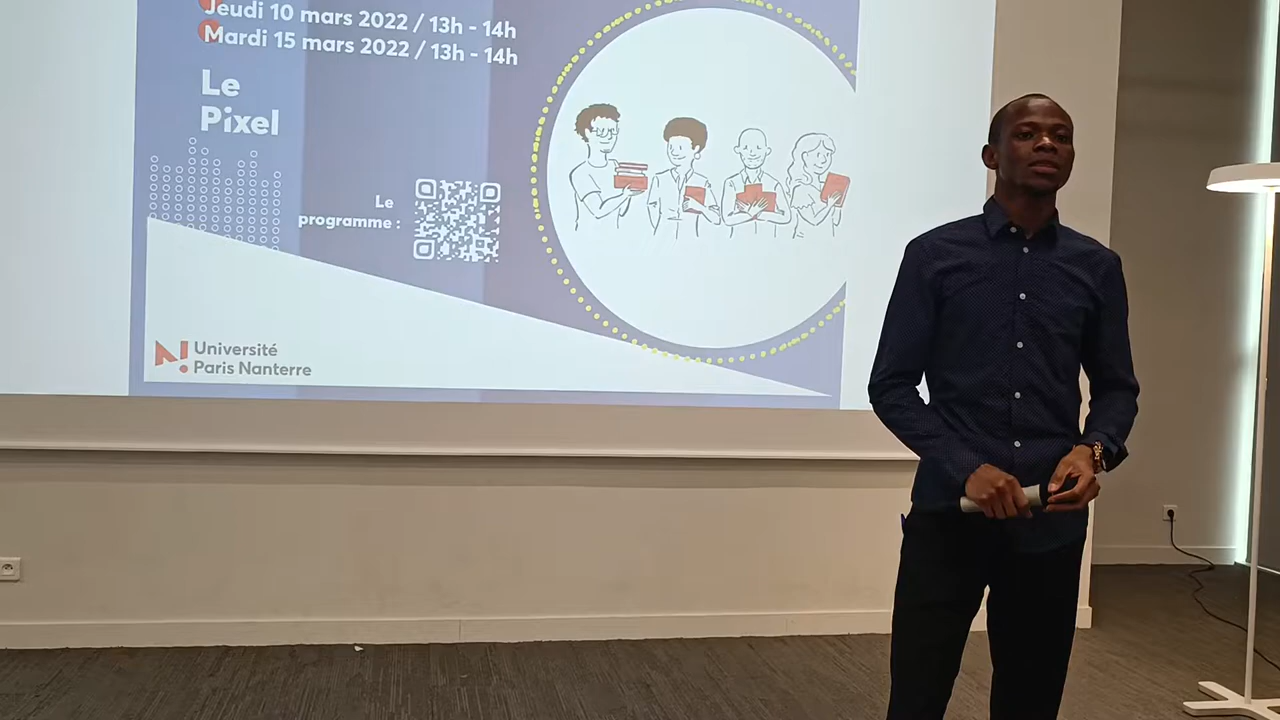 Jeudi 10 mars 2022 / 13h - 14h
Mardi 15 mars 2022 / 13h - 14h
Le
Pixel
Le
programme :
Université
Paris Nanterre